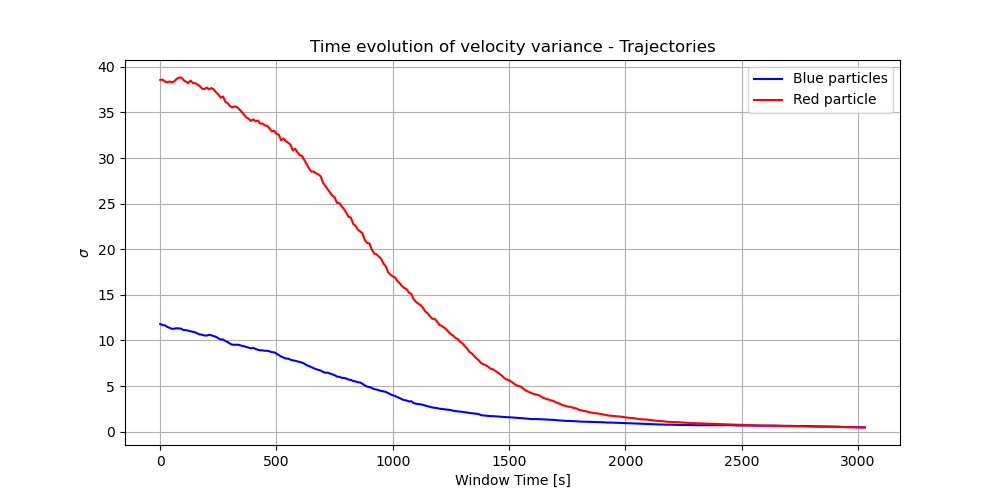 Time evolution of velocity variance - Trajectories
Blue particles
Red particle
40
35
30
25
20
15
10
5
0
σ
0 500 1000 1500 2000 2500 3000
Window Time [s]